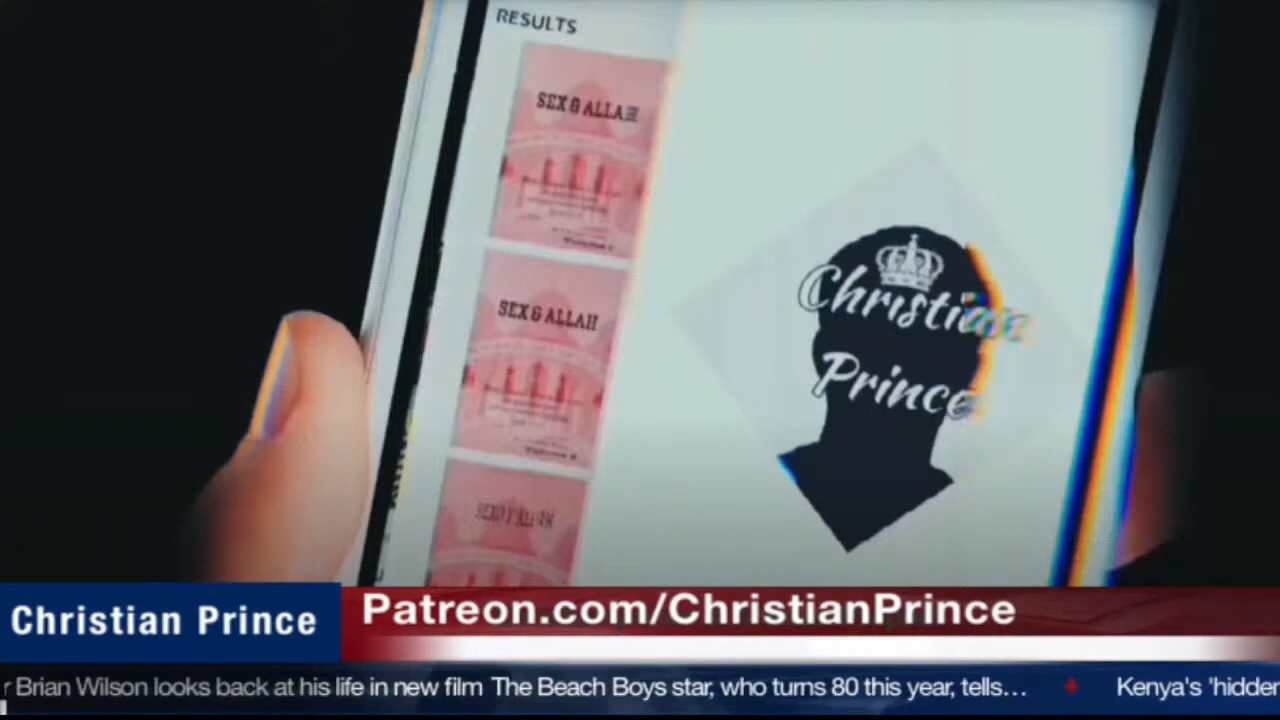 RESULTS
SEX & ALLAH
SEX & ALLAH
Christian
Prince
Christian Prince
Patreon.com/ChristianPrince
r Brian Wilson looks back at his life in new film The Beach Boys star, who turns 80 this year, tells... Kenya's 'hidden